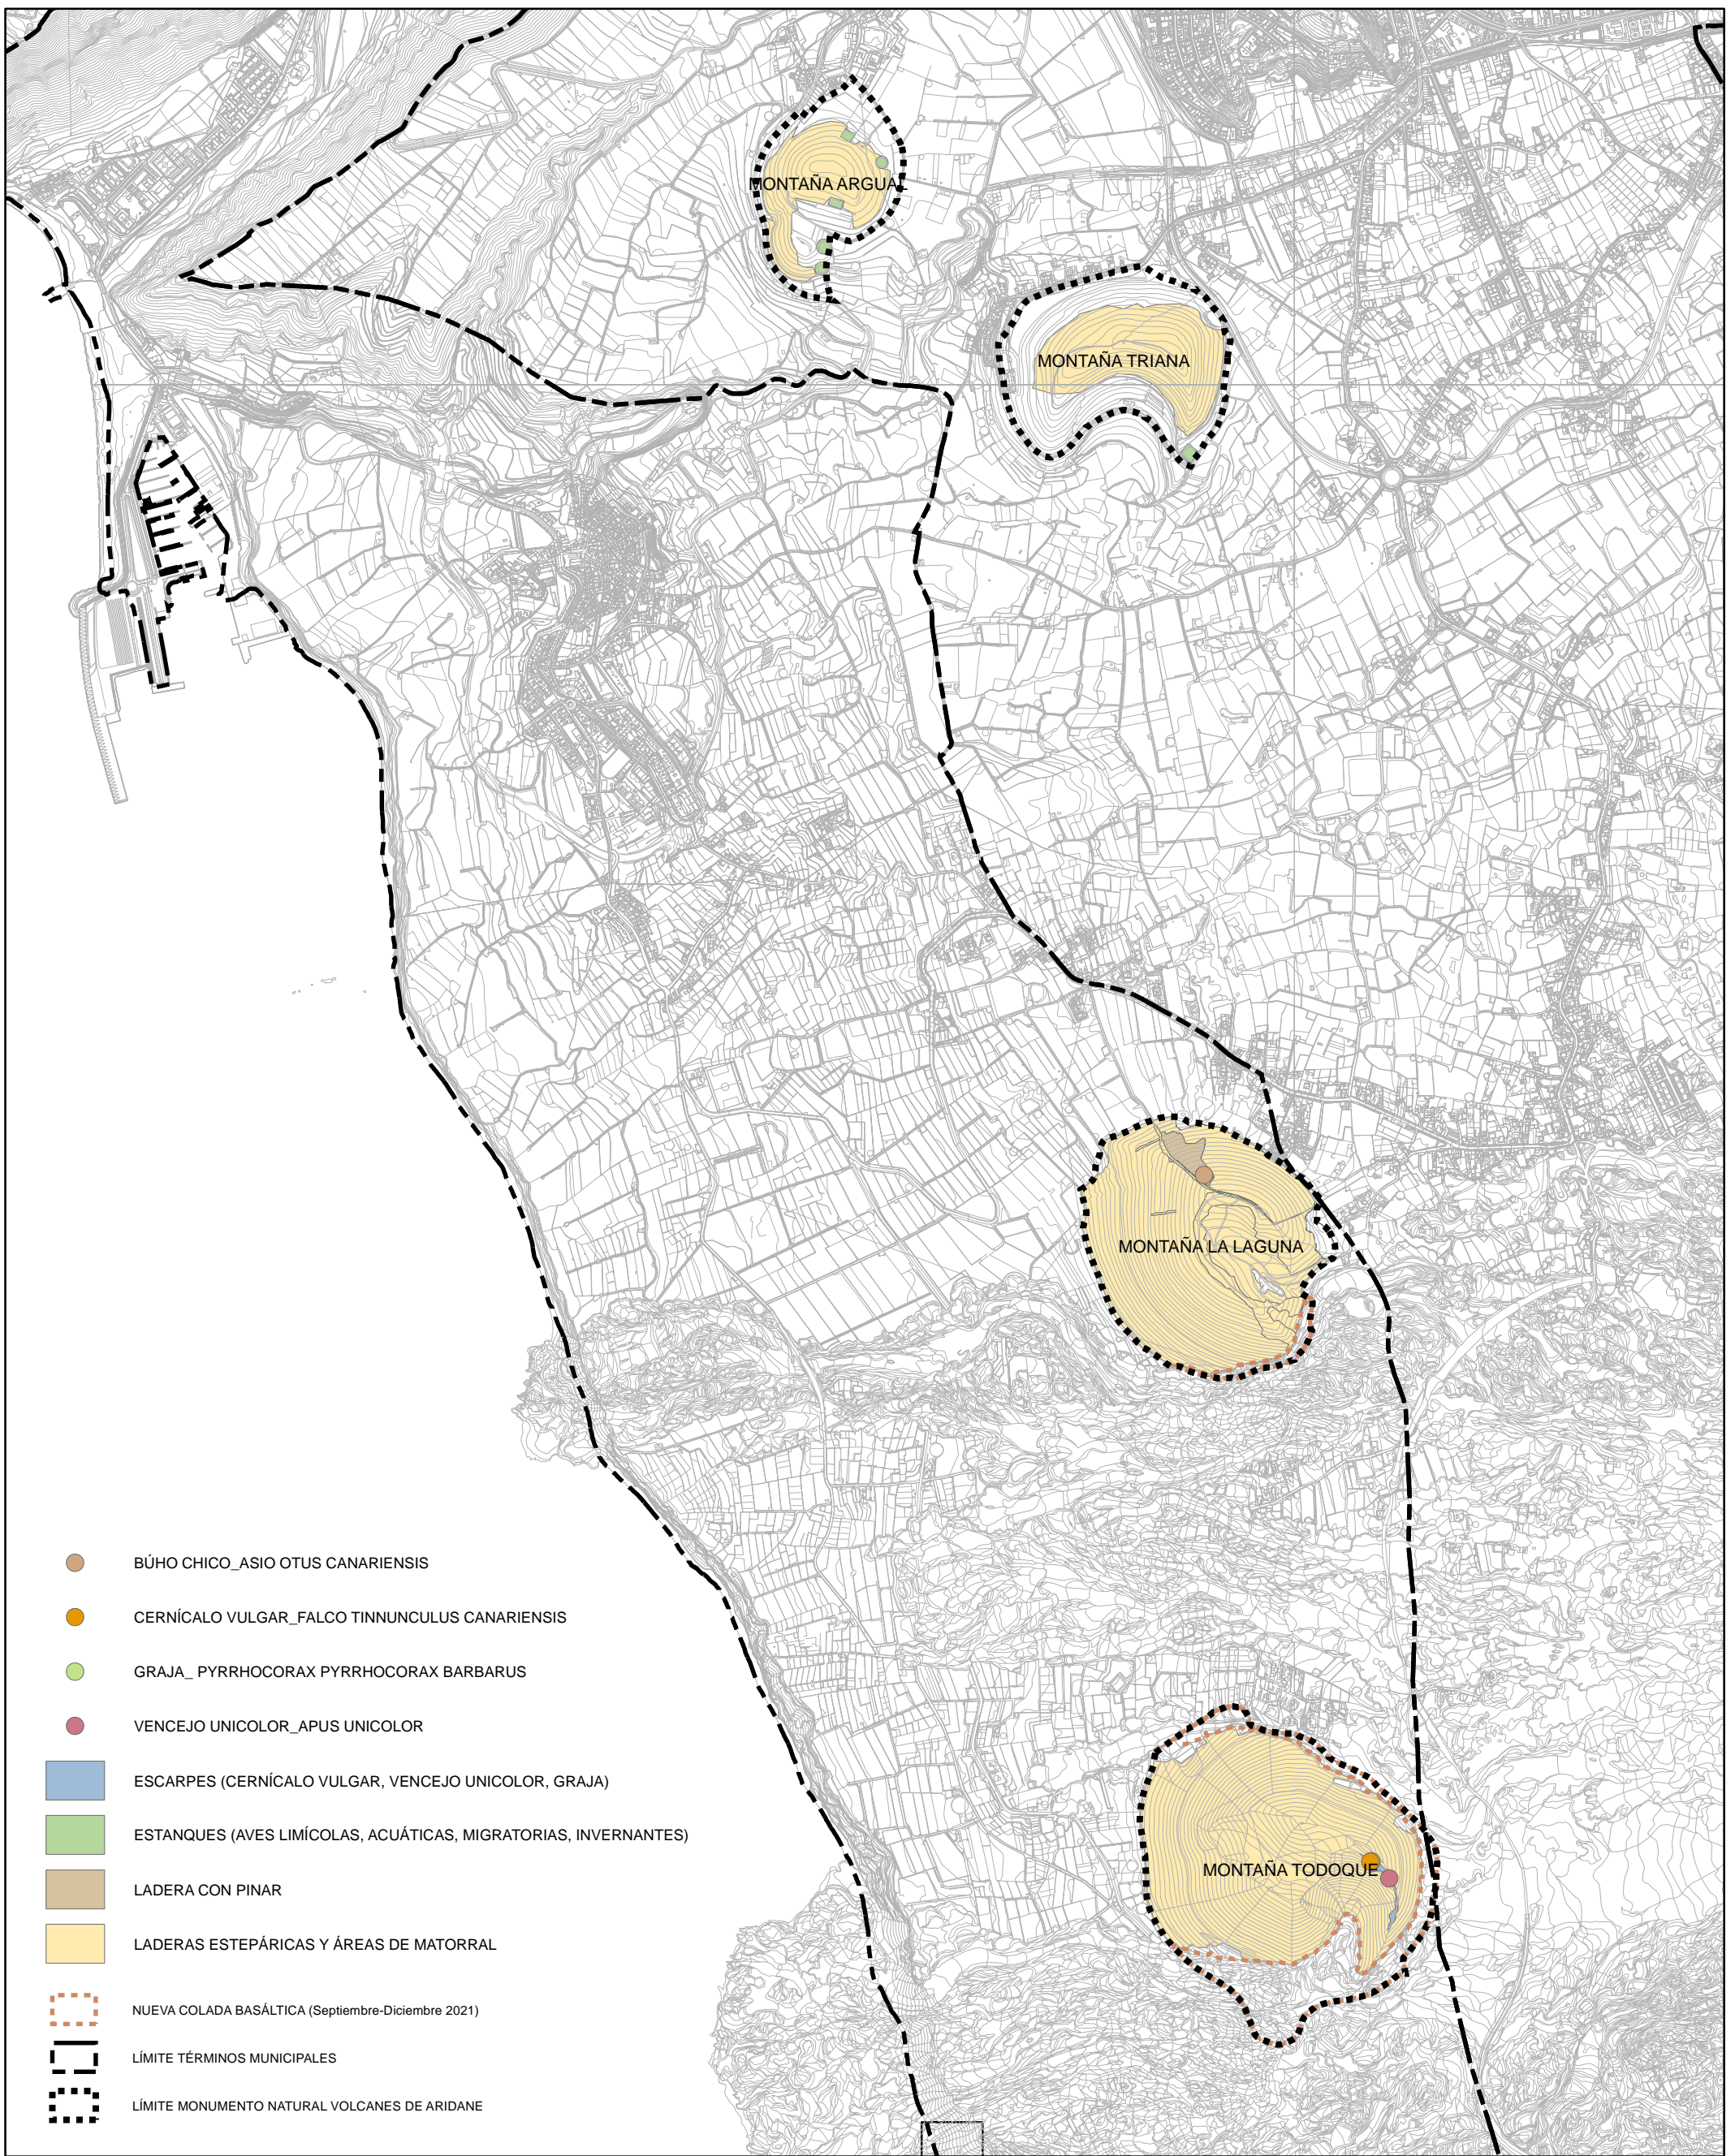 MONTAÑA ARGUAL
MONTAÑA TRIANA
MONTAÑA LA LAGUNA
MONTAÑA TODOQUE
BÚHO CHICO_ASIO OTUS CANARIENSIS
CERNÍCALO VULGAR_FALCO TINNUNCULUS CANARIENSIS
GRAJA_ PYRRHOCORAX PYRRHOCORAX BARBARUS
VENCEJO UNICOLOR_APUS UNICOLOR
ESCARPES (CERNÍCALO VULGAR, VENCEJO UNICOLOR, GRAJA)
ESTANQUES (AVES LIMÍCOLAS, ACUÁTICAS, MIGRATORIAS, INVERNANTES)
LADERA CON PINAR
LADERAS ESTEPÁRICAS Y ÁREAS DE MATORRAL
NUEVA COLADA BASÁLTICA (Septiembre-Diciembre 2021)
LÍMITE TÉRMINOS MUNICIPALES
LÍMITE MONUMENTO NATURAL VOLCANES DE ARIDANE